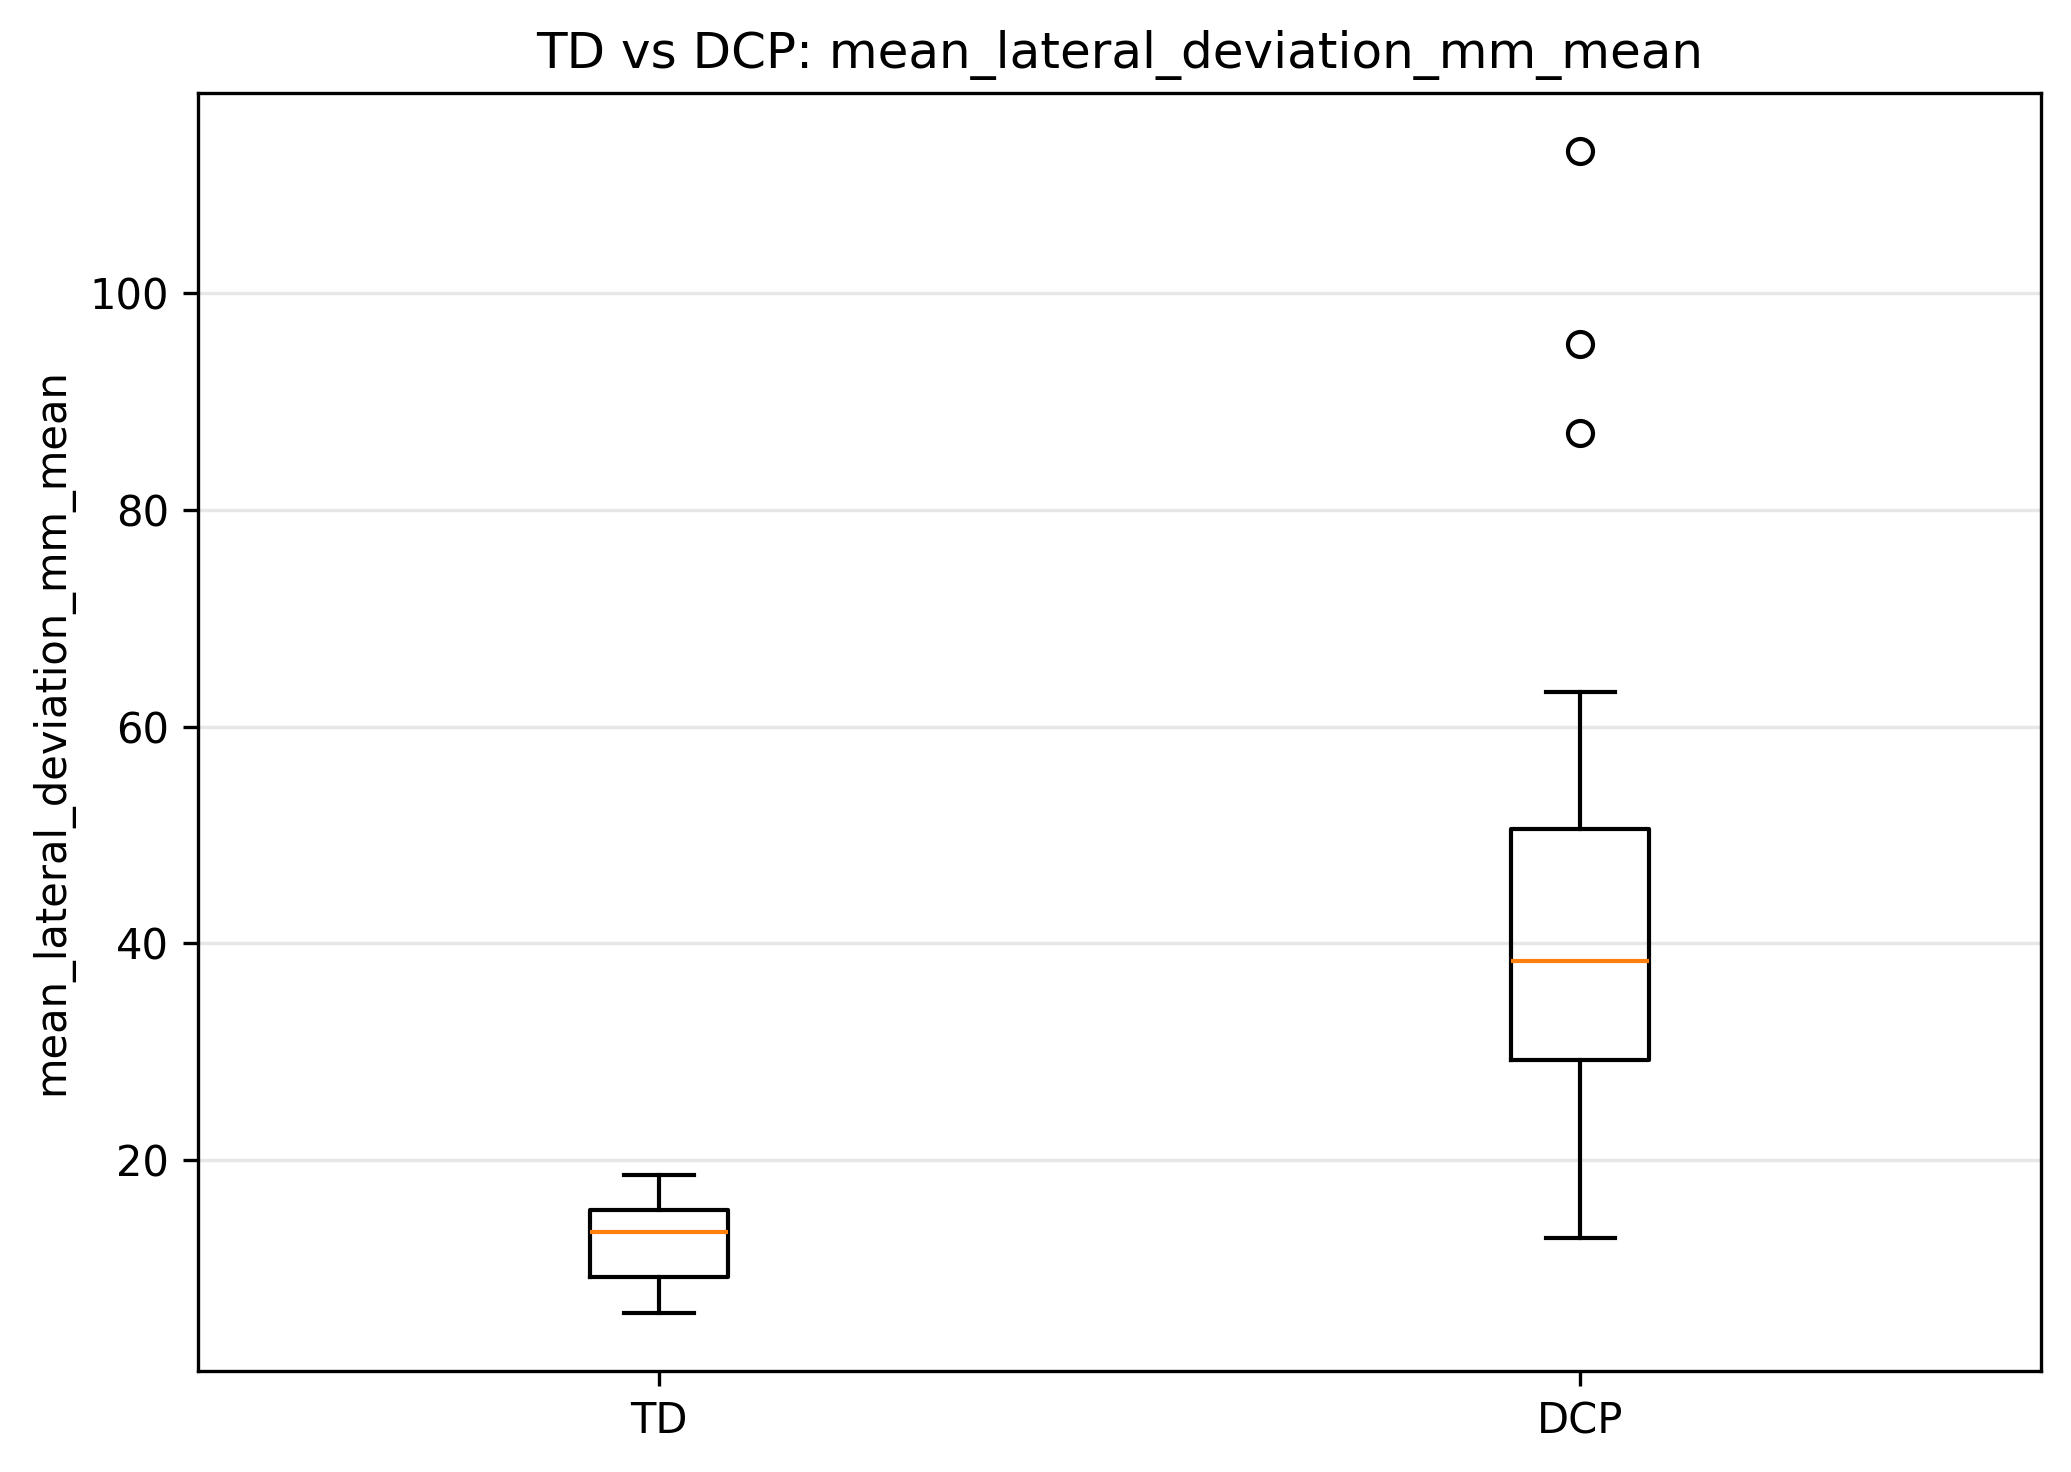 TD vs DCP: mean_lateral_deviation_mm_mean
mean_lateral_deviation_mm_mean
100
80
60
40
20
TD
DCP